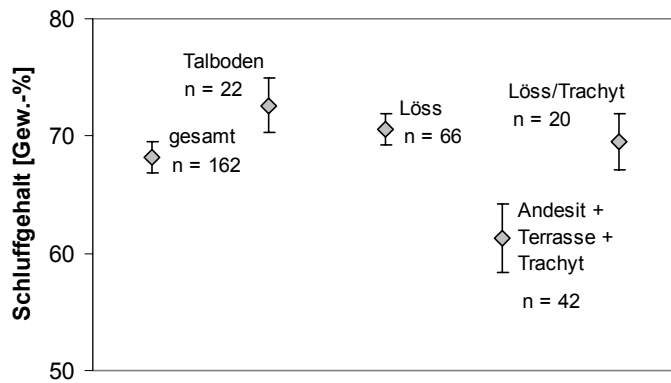 80
70
60
50
Schluffgehalt [Gew.-%]
gesamt
n = 162
Talboden
n = 22
Löss
n = 66
Andesit +
Terrasse +
Trachyt
n = 42
Löss/Trachyt
n = 20